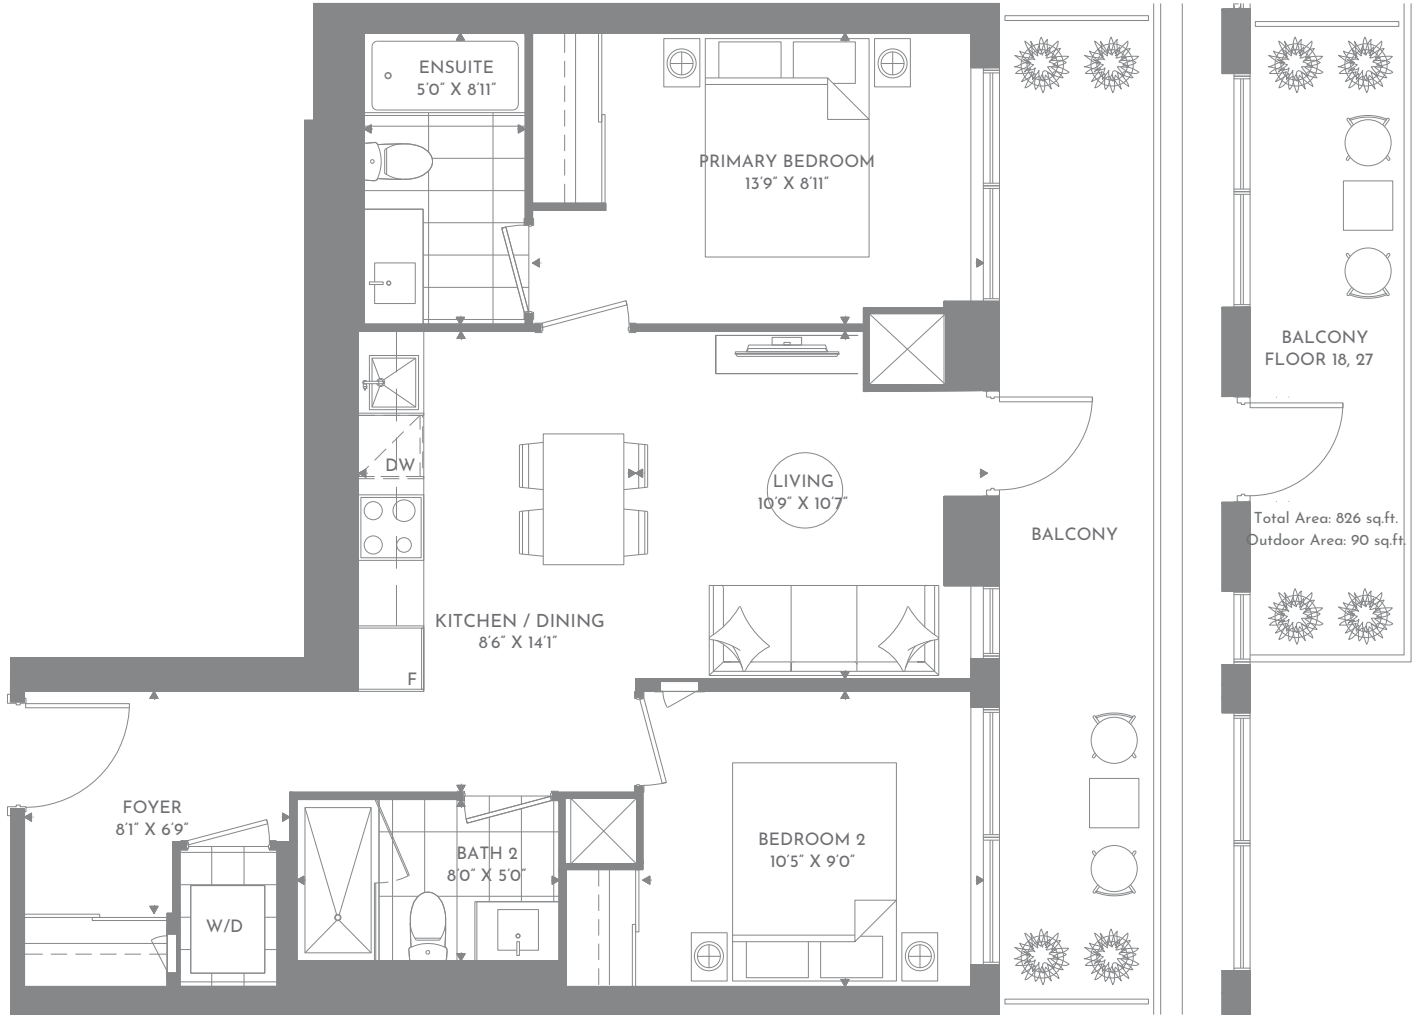 ENSUITE
5'0" X 8'11"
PRIMARY BEDROOM
13'9" X 8'11"
BALCONY
FLOOR 18, 27
DW
LIVING
10'9" X 10'7"
Total Area: 826 sq.ft.
Outdoor Area: 90 sq.ft.
BALCONY
KITCHEN / DINING
8'6" X 14'1"
F
FOYER
8'1" X 6'9"
BEDROOM 2
10'5" X 9'0"
BATH 2
8'0" X 5'0"
W/D